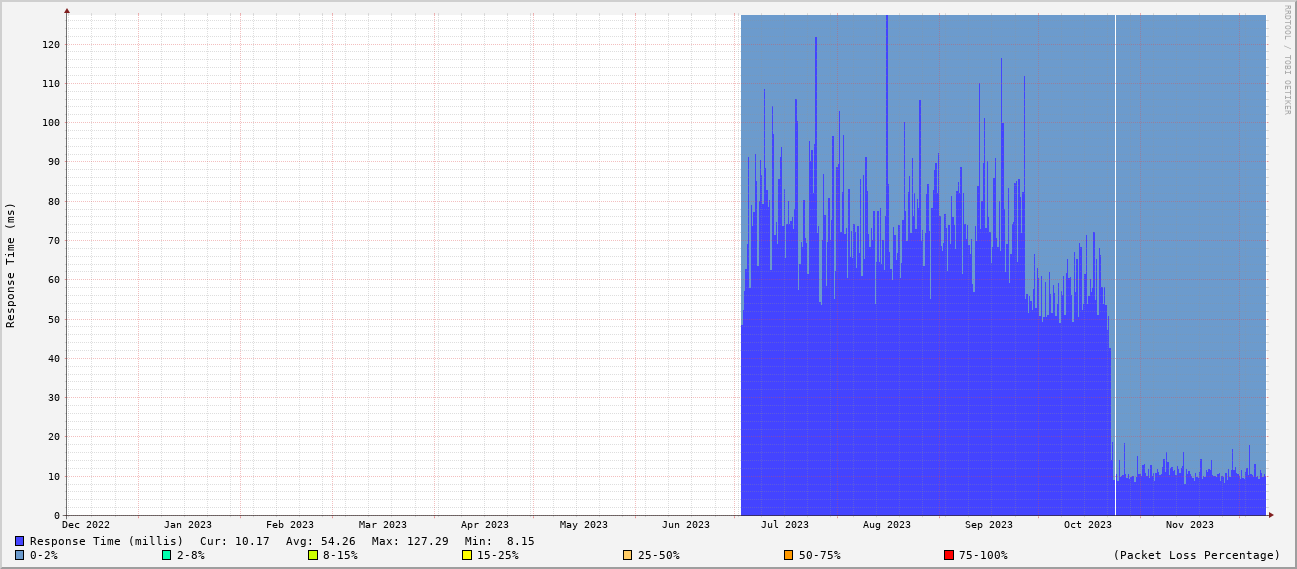 RRDTOOL / TOBI OETIKER
Response Time (ms)
120
110
100
90
80
70
60
50
40
30
20
10
0
Dec 2022 Jan 2023 Feb 2023 Mar 2023 Apr 2023 May 2023 Jun 2023 Jul 2023 Aug 2023 Sep 2023 Oct 2023 Nov 2023
Response Time (millis) Cur: 10.17 Avg: 54.26 Max: 127.29 Min: 8.15
0-2% 2-8% 8-15% 15-25% 25-50% 50-75% 75-100% (Packet Loss Percentage)